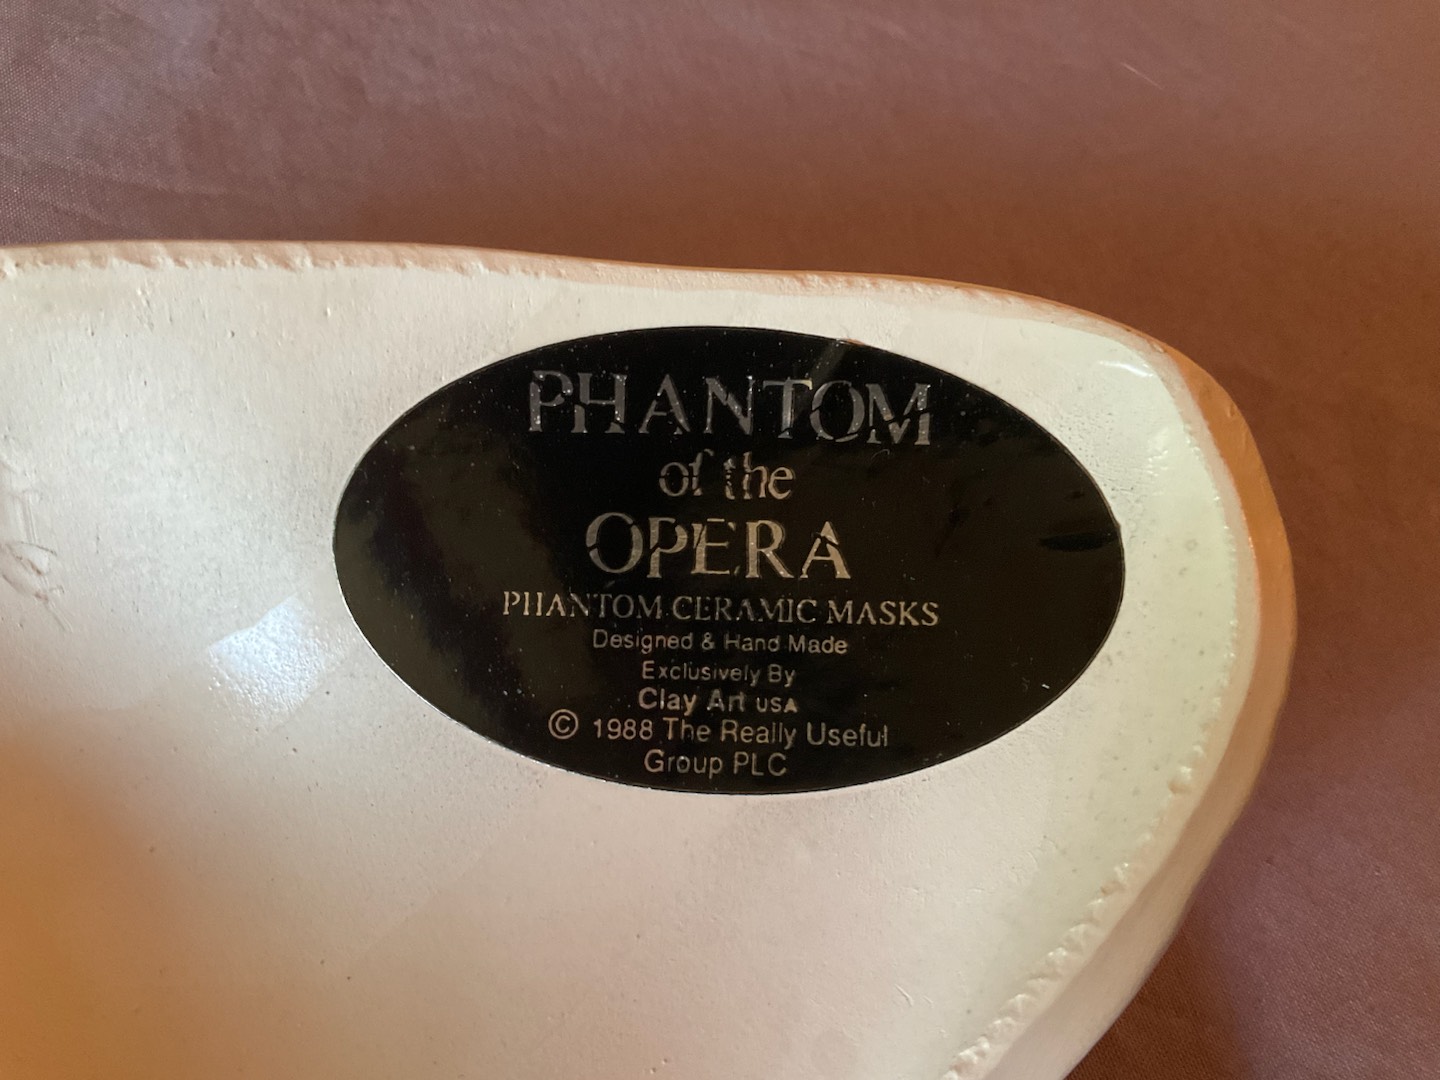 PHANTOM
of the
OPERA
PHANTOM CERAMIC MASKS
Designed & Hand Made
Exclusively By
Clay Art USA
© 1988 The Really Useful
Group PLC